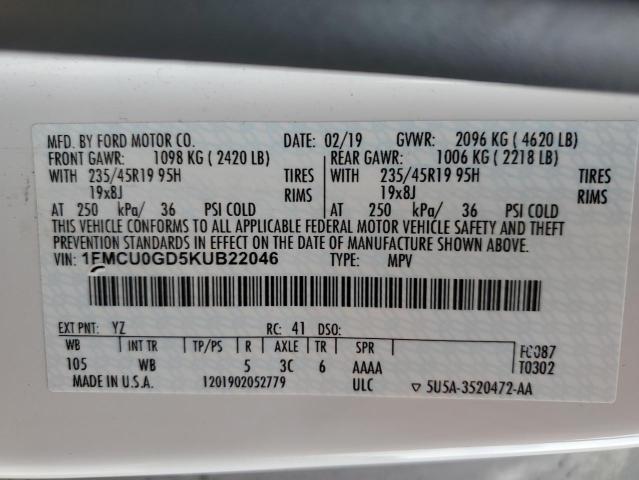 MFD. BY FORD MOTOR CO. DATE: 02/19 GVWR: 2096 KG ( 4620 LB)
FRONT GAWR: 1098 KG ( 2420 LB) REAR GAWR: 1006 KG ( 2218 LB)
WITH 235/45R19 95H TIRES WITH 235/45R19 95H TIRES
19x8J RIMS 19x8J RIMS
AT 250 kPa/ 36 PSI COLD AT 250 kPa/ 36 PSI COLD
THIS VEHICLE CONFORMS TO ALL APPLICABLE FEDERAL MOTOR VEHICLE SAFETY AND THEFT
PREVENTION STANDARDS IN EFFECT ON THE DATE OF MANUFACTURE SHOWN ABOVE.
VIN: 1FMCU0GD5KUB22046 TYPE: MPV
EXT PNT: YZ RC: 41 DSO:
WB INT TR TP/PS R AXLE TR SPR FC087
105 WB 5 3C 6 AAAA T0302
MADE IN U.S.A. 1201902052779 ULC ▽ 5U5A-3520472-AA